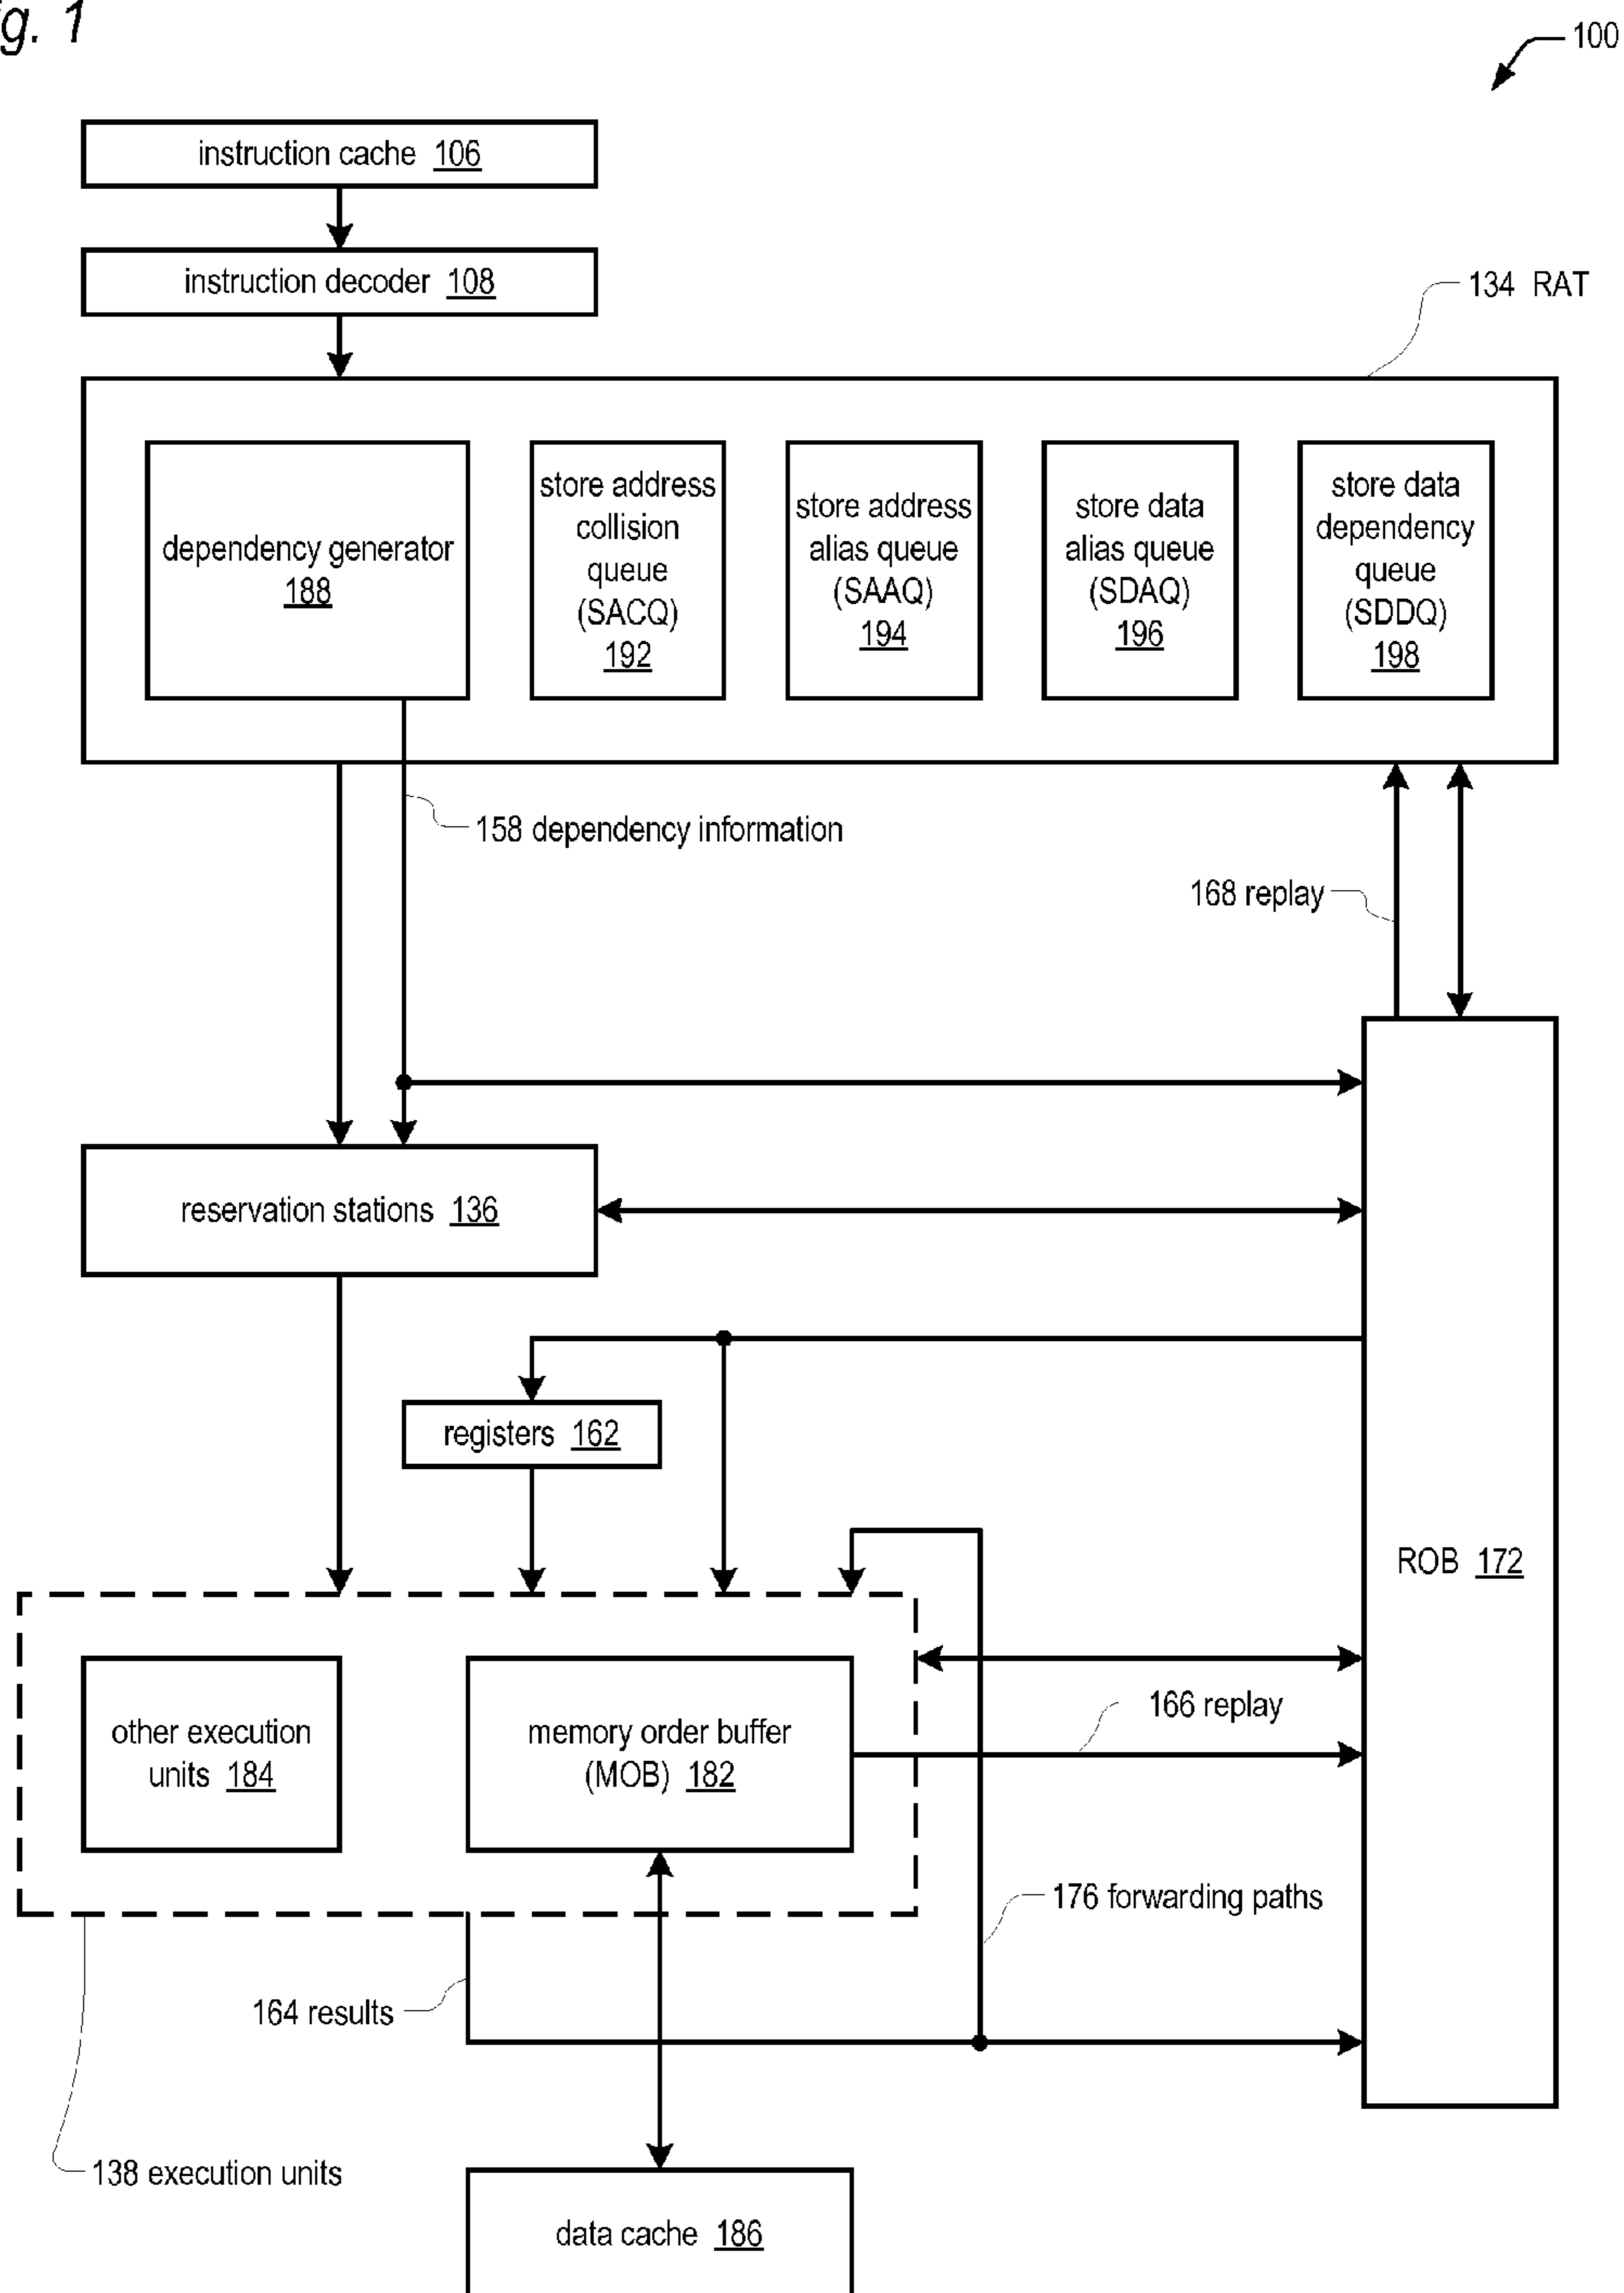 g. 1
100
instruction cache 106
instruction decoder 108
134 RAT
dependency generator
188
store address
collision
queue
(SACQ)
192
store address
alias queue
(SAAQ)
194
store data
alias queue
(SDAQ)
196
store data
dependency
queue
(SDDQ)
198
158 dependency information
168 replay
reservation stations 136
registers 162
ROB 172
other execution
units 184
memory order buffer
(MOB) 182
166 replay
176 forwarding paths
164 results
138 execution units
data cache 186